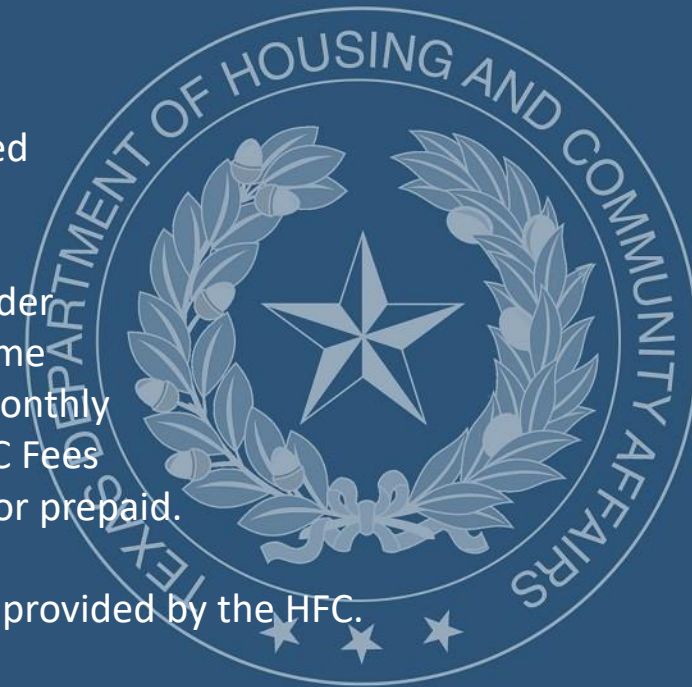 ed
der
me
onthly
C Fees
or prepaid.
provided by the HFC.
TEXAS DEPARTMENT OF HOUSING AND COMMUNITY AFFAIRS